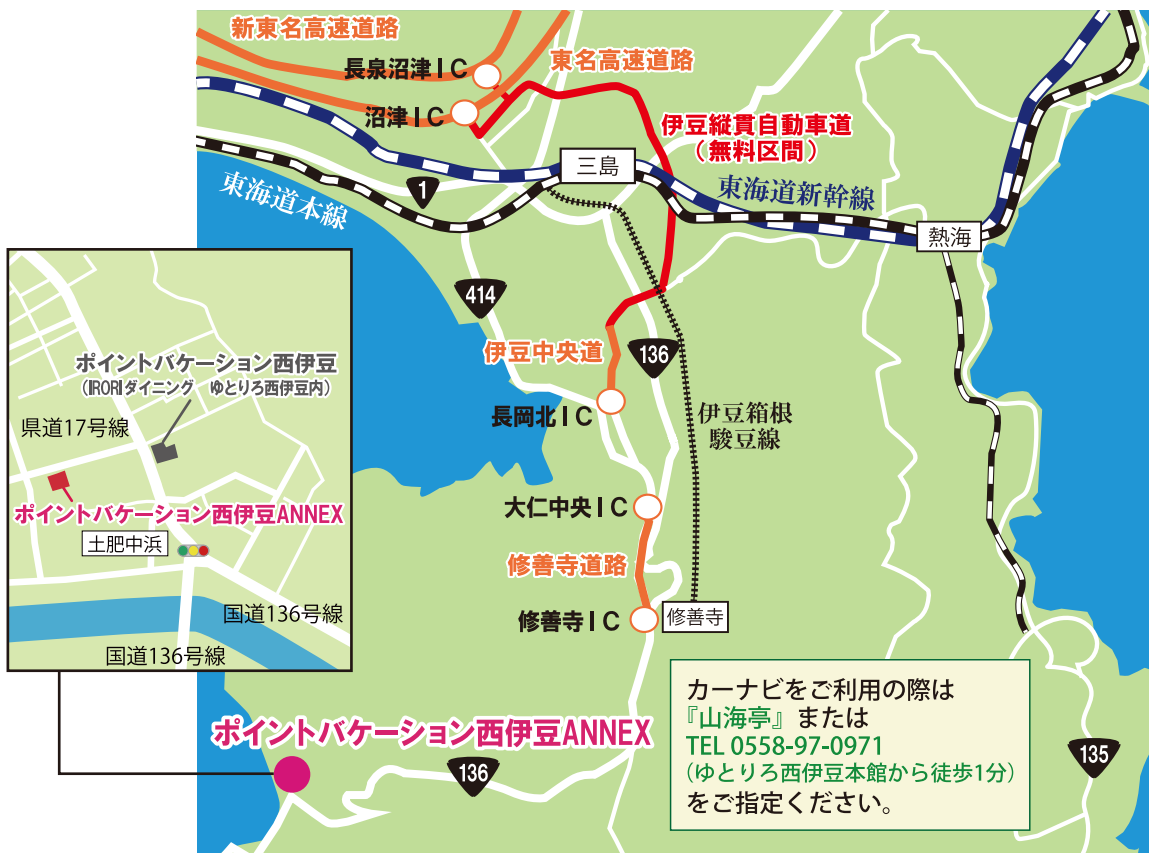 新東名高速道路
東名高速道路
長泉沼津IC
沼津IC
伊豆縦貫自動車道
（無料区間）
三島
東海道新幹線
東海道本線
1
熱海
414
伊豆中央道
136
長岡北IC
伊豆箱根
駿豆線
大仁中央IC
修善寺道路
修善寺IC
修善寺
ポイントバケーション西伊豆
(IRORIダイニング　ゆとりろ西伊豆内)
県道17号線
ポイントバケーション西伊豆ANNEX
土肥中浜
国道136号線
国道136号線
ポイントバケーション西伊豆ANNEX
136
135
カーナビをご利用の際は
『山海亭』または
TEL 0558-97-0971
(ゆとりろ西伊豆本館から徒歩1分)
をご指定ください。